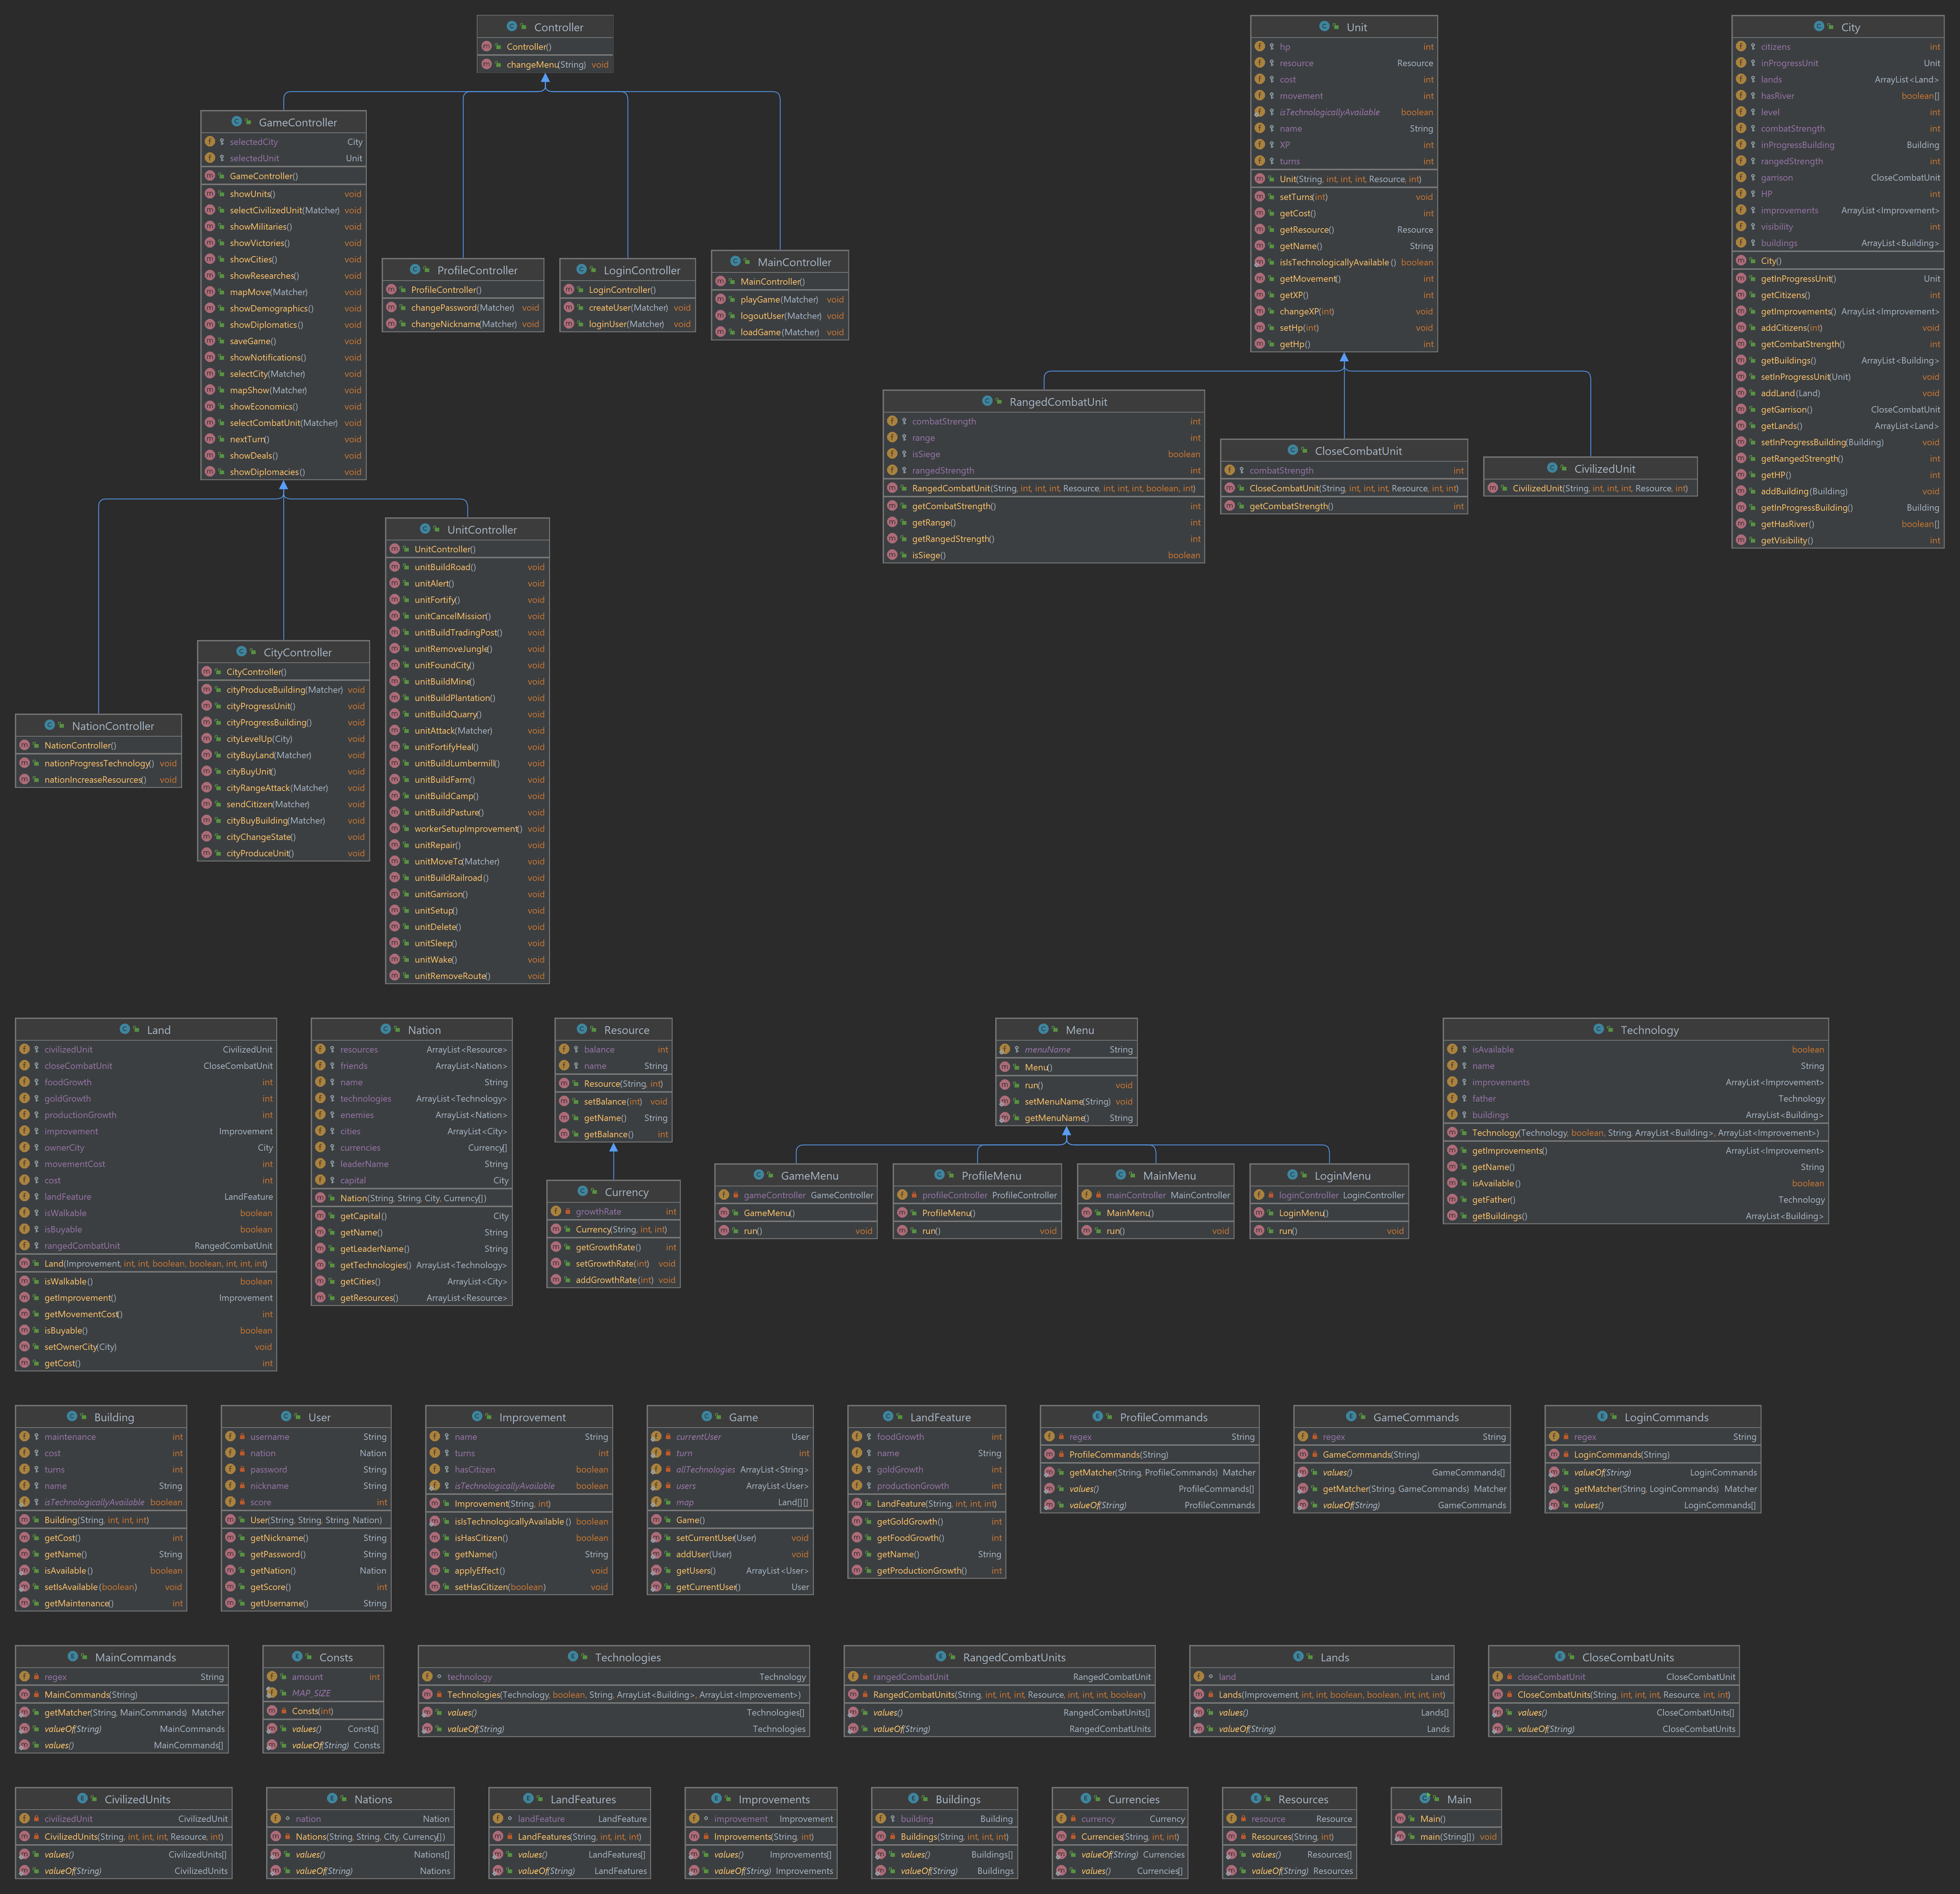 Controller
Controller()
changeMenu(String) void
GameController
selectedCity City
selectedUnit Unit
GameController()
showUnits() void
selectCivilizedUnit(Matcher) void
showMilitaries() void
showVictories() void
showCities() void
showResearches() void
mapMove(Matcher) void
showDemographics() void
showDiplomatics() void
saveGame() void
showNotifications() void
selectCity(Matcher) void
mapShow(Matcher) void
showEconomics() void
selectCombatUnit(Matcher) void
nextTurn() void
showDeals() void
showDiplomacies() void
ProfileController
ProfileController()
changePassword(Matcher) void
changeNickname(Matcher) void
LoginController
LoginController()
createUser(Matcher) void
loginUser(Matcher) void
MainController
MainController()
playGame(Matcher) void
logoutUser(Matcher) void
loadGame(Matcher) void
NationController
NationController()
nationProgressTechnology() void
nationIncreaseResources() void
CityController
CityController()
cityProduceBuilding(Matcher) void
cityProgressUnit() void
cityProgressBuilding() void
cityLevelUp(City) void
cityBuyLand(Matcher) void
cityBuyUnit() void
cityRangeAttack(Matcher) void
sendCitizen(Matcher) void
cityBuyBuilding(Matcher) void
cityChangeState() void
cityProduceUnit() void
UnitController
UnitController()
unitBuildRoad() void
unitAlert() void
unitFortify() void
unitCancelMission() void
unitBuildTradingPost() void
unitRemoveJungle() void
unitFoundCity() void
unitBuildMine() void
unitBuildPlantation() void
unitBuildQuarry() void
unitAttack(Matcher) void
unitFortifyHeal() void
unitBuildLumbermill() void
unitBuildFarm() void
unitBuildCamp() void
unitBuildPasture() void
workerSetupImprovement() void
unitRepair() void
unitMoveTo(Matcher) void
unitBuildRailroad() void
unitGarrison() void
unitSetup() void
unitDelete() void
unitSleep() void
unitWake() void
unitRemoveRoute() void
Unit
hp int
resource Resource
cost int
movement int
isTechnologicallyAvailable boolean
name String
XP int
turns int
Unit(String, int, int, int, Resource, int)
setTurns(int) void
getCost() int
getResource() Resource
getName() String
isIsTechnologicallyAvailable() boolean
getMovement() int
getXP() int
changeXP(int) void
setHp(int) void
getHp() int
RangedCombatUnit
combatStrength int
range int
isSiege boolean
rangedStrength int
RangedCombatUnit(String, int, int, int, Resource, int, int, int, boolean, int)
getCombatStrength() int
getRange() int
getRangedStrength() int
isSiege() boolean
CloseCombatUnit
combatStrength int
CloseCombatUnit(String, int, int, int, Resource, int, int)
getCombatStrength() int
CivilizedUnit
CivilizedUnit(String, int, int, int, Resource, int)
City
citizens int
inProgressUnit Unit
lands ArrayList<Land>
hasRiver boolean[]
level int
combatStrength int
inProgressBuilding Building
rangedStrength int
garrison CloseCombatUnit
HP int
improvements ArrayList<Improvement>
visibility int
buildings ArrayList<Building>
City()
getInProgressUnit() Unit
getCitizens() int
getImprovements() ArrayList<Improvement>
addCitizens(int) void
getCombatStrength() int
getBuildings() ArrayList<Building>
setInProgressUnit(Unit) void
addLand(Land) void
getGarrison() CloseCombatUnit
getLands() ArrayList<Land>
setInProgressBuilding(Building) void
getRangedStrength() int
getHP() int
addBuilding(Building) void
getInProgressBuilding() Building
getHasRiver() boolean[]
getVisibility() int
Land
civilizedUnit CivilizedUnit
closeCombatUnit CloseCombatUnit
foodGrowth int
goldGrowth int
productionGrowth int
improvement Improvement
ownerCity City
movementCost int
cost int
landFeature LandFeature
isWalkable boolean
isBuyable boolean
rangedCombatUnit RangedCombatUnit
Land(Improvement, int, int, boolean, boolean, int, int, int)
isWalkable() boolean
getImprovement() Improvement
getMovementCost() int
isBuyable() boolean
setOwnerCity(City) void
getCost() int
Nation
resources ArrayList<Resource>
friends ArrayList<Nation>
name String
technologies ArrayList<Technology>
enemies ArrayList<Nation>
cities ArrayList<City>
currencies Currency[]
leaderName String
capital City
Nation(String, String, City, Currency[])
getCapital() City
getName() String
getLeaderName() String
getTechnologies() ArrayList<Technology>
getCities() ArrayList<City>
getResources() ArrayList<Resource>
Resource
balance int
name String
Resource(String, int)
setBalance(int) void
getName() String
getBalance() int
Currency
growthRate int
Currency(String, int, int)
getGrowthRate() int
setGrowthRate(int) void
addGrowthRate(int) void
Menu
menuName String
Menu()
run() void
setMenuName(String) void
getMenuName() String
GameMenu
gameController GameController
GameMenu()
run() void
ProfileMenu
profileController ProfileController
ProfileMenu()
run() void
MainMenu
mainController MainController
MainMenu()
run() void
LoginMenu
loginController LoginController
LoginMenu()
run() void
Technology
isAvailable boolean
name String
improvements ArrayList<Improvement>
father Technology
buildings ArrayList<Building>
Technology(Technology, boolean, String, ArrayList<Building>, ArrayList<Improvement>)
getImprovements() ArrayList<Improvement>
getName() String
isAvailable() boolean
getFather() Technology
getBuildings() ArrayList<Building>
Building
maintenance int
cost int
turns int
name String
isTechnologicallyAvailable boolean
Building(String, int, int, int)
getCost() int
getName() String
isAvailable() boolean
setIsAvailable(boolean) void
getMaintenance() int
User
username String
nation Nation
password String
nickname String
score int
User(String, String, String, Nation)
getNickname() String
getPassword() String
getNation() Nation
getScore() int
getUsername() String
Improvement
name String
turns int
hasCitizen boolean
isTechnologicallyAvailable boolean
Improvement(String, int)
isIsTechnologicallyAvailable() boolean
isHasCitizen() boolean
getName() String
applyEffect() void
setHasCitizen(boolean) void
Game
currentUser User
turn int
allTechnologies ArrayList<String>
users ArrayList<User>
map Land[][]
Game()
setCurrentUser(User) void
addUser(User) void
getUsers() ArrayList<User>
getCurrentUser() User
LandFeature
foodGrowth int
name String
goldGrowth int
productionGrowth int
LandFeature(String, int, int, int)
getGoldGrowth() int
getFoodGrowth() int
getName() String
getProductionGrowth() int
ProfileCommands
regex String
ProfileCommands(String)
getMatcher(String, ProfileCommands) Matcher
values() ProfileCommands[]
valueOf(String) ProfileCommands
GameCommands
regex String
GameCommands(String)
values() GameCommands[]
getMatcher(String, GameCommands) Matcher
valueOf(String) GameCommands
LoginCommands
regex String
LoginCommands(String)
valueOf(String) LoginCommands
getMatcher(String, LoginCommands) Matcher
values() LoginCommands[]
MainCommands
regex String
MainCommands(String)
getMatcher(String, MainCommands) Matcher
valueOf(String) MainCommands
values() MainCommands[]
Consts
amount int
MAP_SIZE
Consts(int)
values() Consts[]
valueOf(String) Consts
Technologies
technology Technology
Technologies(Technology, boolean, String, ArrayList<Building>, ArrayList<Improvement>)
values() Technologies[]
valueOf(String) Technologies
RangedCombatUnits
rangedCombatUnit RangedCombatUnit
RangedCombatUnits(String, int, int, int, Resource, int, int, int, boolean)
values() RangedCombatUnits[]
valueOf(String) RangedCombatUnits
Lands
land Land
Lands(Improvement, int, int, boolean, boolean, int, int, int)
values() Lands[]
valueOf(String) Lands
CloseCombatUnits
closeCombatUnit CloseCombatUnit
CloseCombatUnits(String, int, int, int, Resource, int, int)
values() CloseCombatUnits[]
valueOf(String) CloseCombatUnits
CivilizedUnits
civilizedUnit CivilizedUnit
CivilizedUnits(String, int, int, int, Resource, int)
values() CivilizedUnits[]
valueOf(String) CivilizedUnits
Nations
nation Nation
Nations(String, String, City, Currency[])
values() Nations[]
valueOf(String) Nations
LandFeatures
landFeature LandFeature
LandFeatures(String, int, int, int)
values() LandFeatures[]
valueOf(String) LandFeatures
Improvements
improvement Improvement
Improvements(String, int)
values() Improvements[]
valueOf(String) Improvements
Buildings
building Building
Buildings(String, int, int, int)
values() Buildings[]
valueOf(String) Buildings
Currencies
currency Currency
Currencies(String, int, int)
valueOf(String) Currencies
values() Currencies[]
Resources
resource Resource
Resources(String, int)
values() Resources[]
valueOf(String) Resources
Main
Main()
main(String[]) void